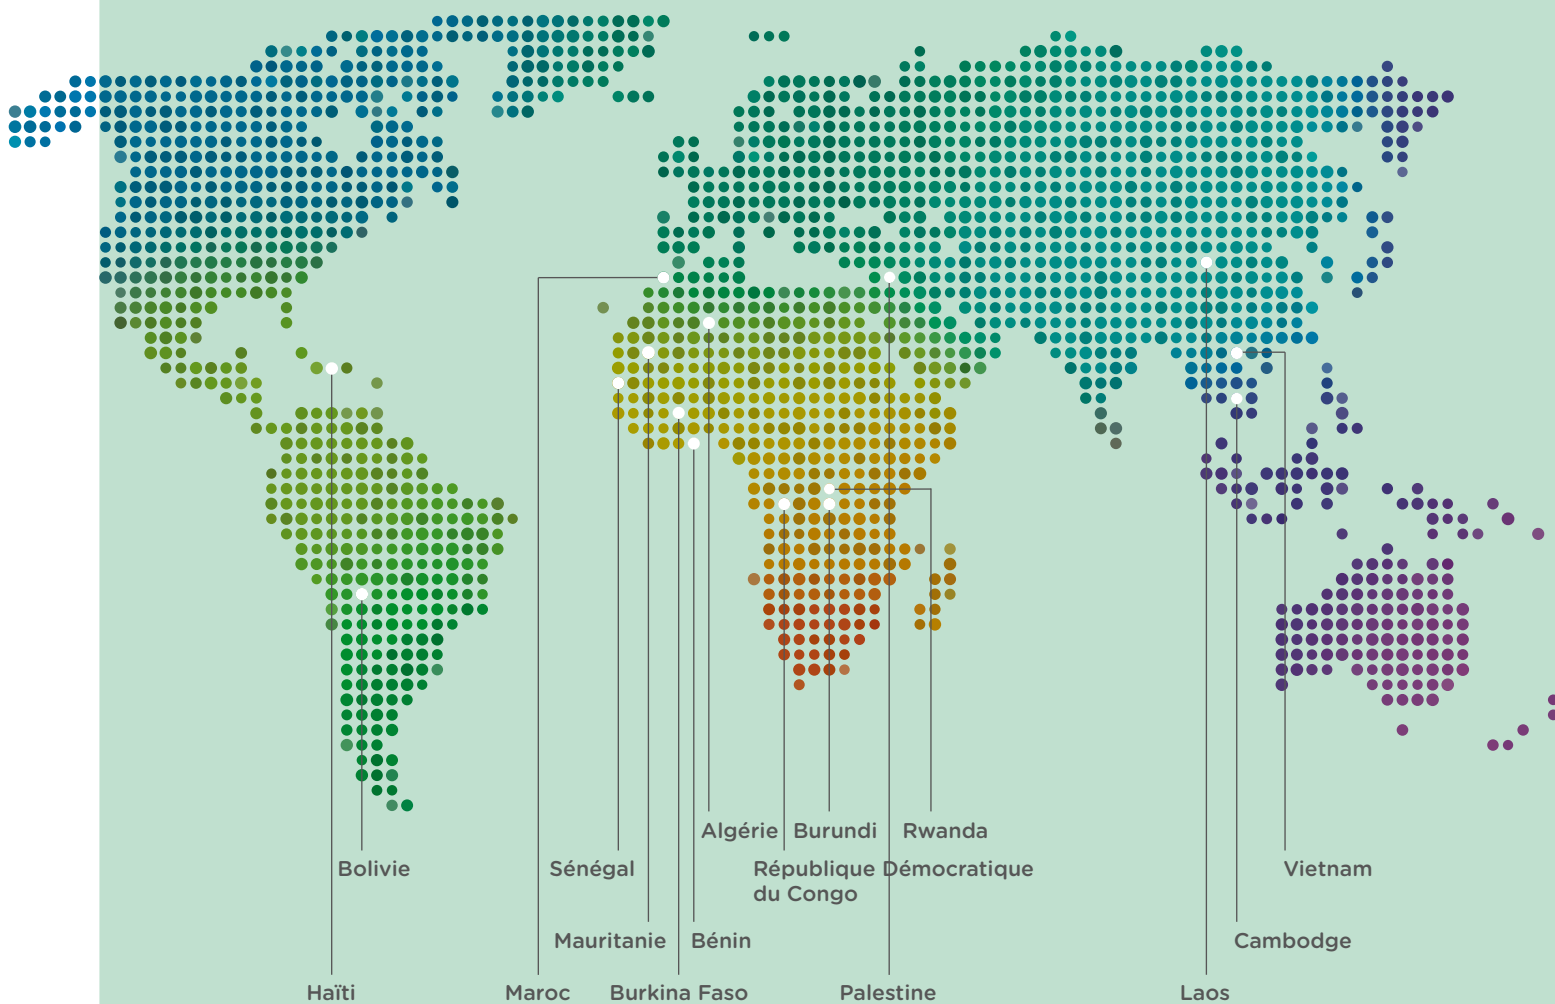 Algérie
Burundi
Rwanda
Bolivie
Sénégal
République Démocratique
du Congo
Vietnam
Mauritanie
Bénin
Cambodge
Haïti
Maroc
Burkina Faso
Palestine
Laos